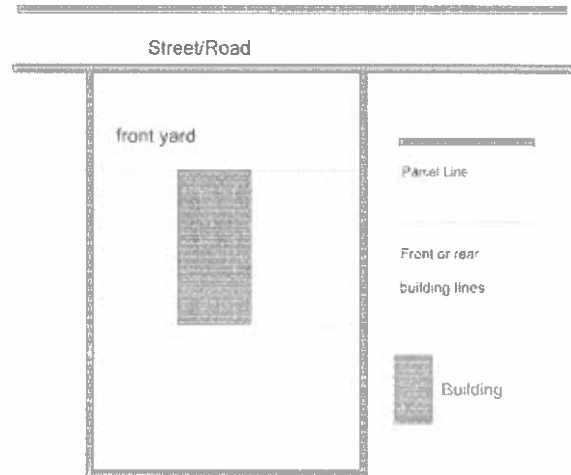 Street/Road
front yard
Parcel Line
Front or rear
building lines
Building